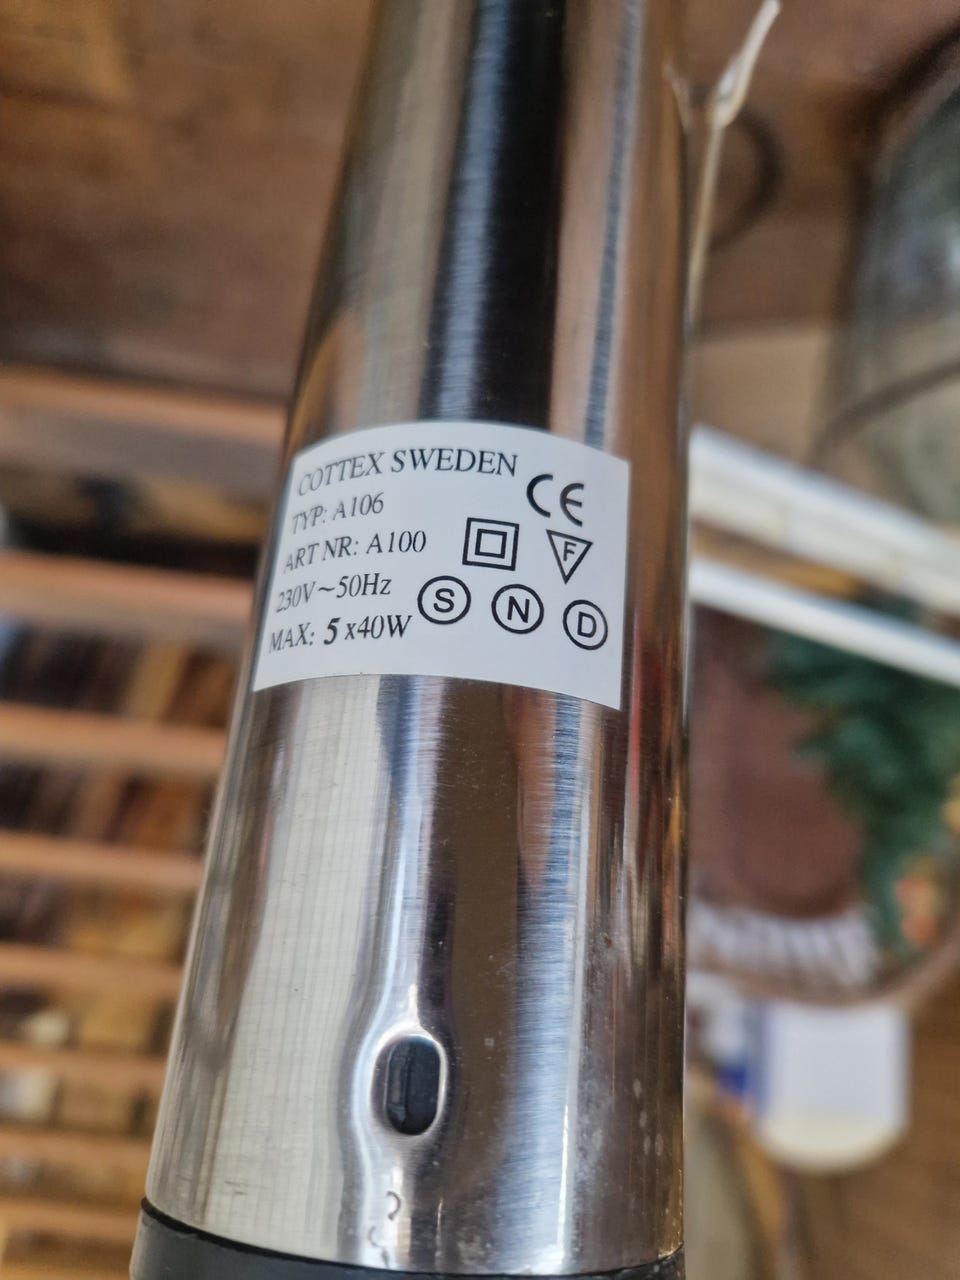 COTTEX SWEDEN
CE
TYP: A106
ART NR: A100
F
230V~50Hz
S N D
MAX: 5 x40W